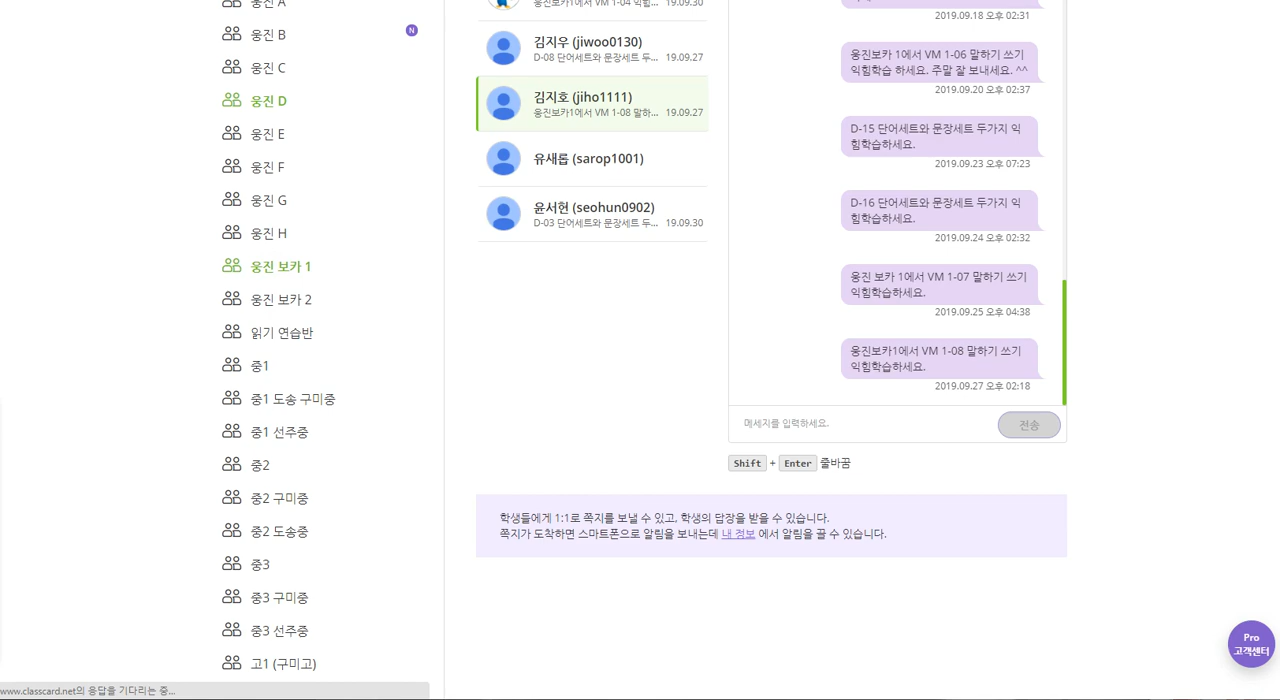 웅진 A
웅진 B
N
웅진 C
웅진 D
웅진 E
웅진 F
웅진 G
웅진 H
웅진 보카 1
웅진 보카 2
읽기 연습반
중1
중1 도송 구미중
중1 선주중
중2
중2 구미중
중2 도송중
중3
중3 구미중
중3 선주중
고1 (구미고)
www.classcard.net의 응답을 기다리는 중...
웅진보카1에서 VM 1-04 익힘... 19.09.30
김지우 (jiwoo0130)
D-08 단어세트와 문장세트 두... 19.09.27
김지호 (jiho1111)
웅진보카1에서 VM 1-08 말하... 19.09.27
유새롭 (sarop1001)
윤서현 (seohun0902)
D-03 단어세트와 문장세트 두... 19.09.30
2019.09.18 오후 02:31
웅진보카 1에서 VM 1-06 말하기 쓰기
익힘학습 하세요. 주말 잘 보내세요. ^^
2019.09.20 오후 02:37
D-15 단어세트와 문장세트 두가지 익
힘학습하세요.
2019.09.23 오후 07:23
D-16 단어세트와 문장세트 두가지 익
힘학습하세요.
2019.09.24 오후 02:32
웅진 보카 1에서 VM 1-07 말하기 쓰기
익힘학습하세요.
2019.09.25 오후 04:38
웅진보카1에서 VM 1-08 말하기 쓰기
익힘학습하세요.
2019.09.27 오후 02:18
메세지를 입력하세요.
전송
Shift + Enter 줄바꿈
학생들에게 1:1로 쪽지를 보낼 수 있고, 학생의 답장을 받을 수 있습니다.
쪽지가 도착하면 스마트폰으로 알림을 보내는데 내 정보 에서 알림을 끌 수 있습니다.
Pro
고객센터